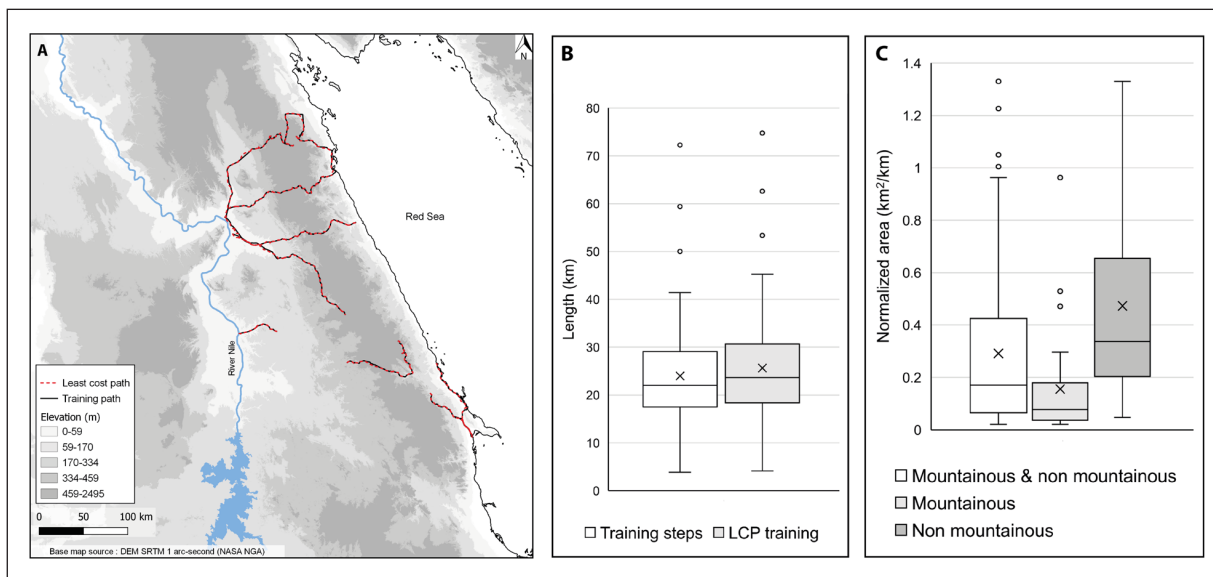 A
N
Red Sea
River Nile
Least cost path
Training path
Elevation (m)
0-59
59-170
170-334
334-459
459-2495
0 50 100 km
Base map source : DEM SRTM 1 arc-second (NASA NGA)
B
Length (km)
80
70
60
50
40
30
20
10
0
Training steps LCP training
C
Normalized area (km²/km)
1.4
1.2
1
0.8
0.6
0.4
0.2
0
Mountainous & non mountainous
Mountainous
Non mountainous